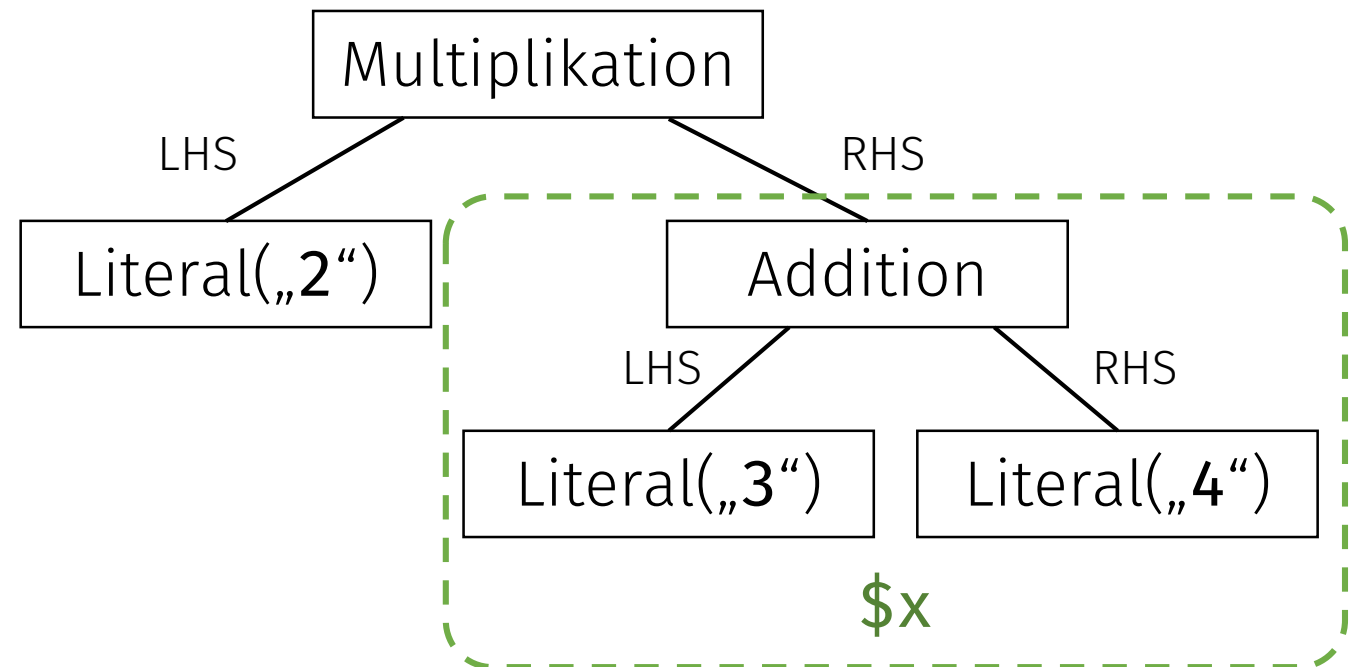 Multiplikation
LHS
RHS
Literal(„2“)
Addition
LHS
RHS
Literal(„3“)
Literal(„4“)
$x